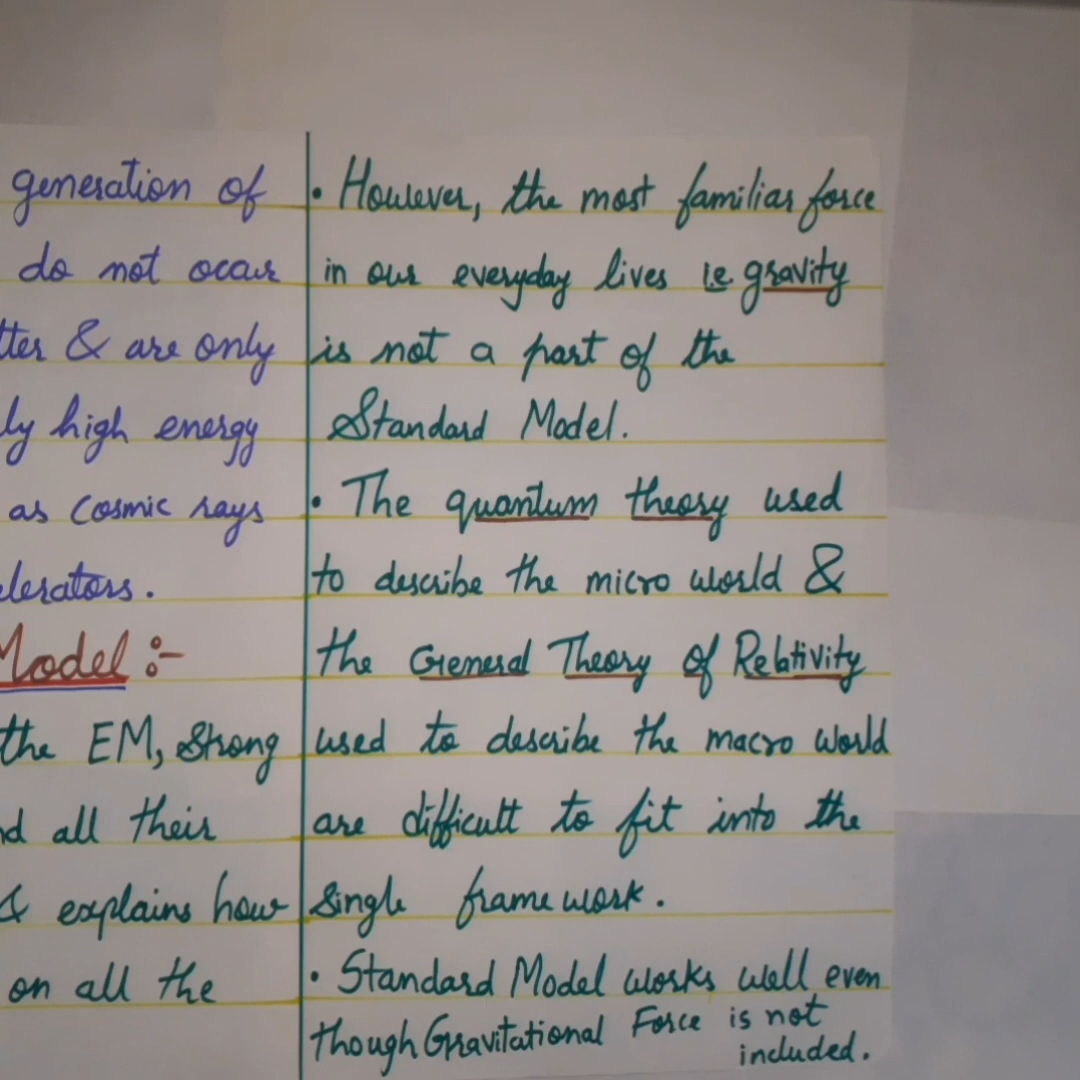 generation of
do not ocar
tter & are only
ly high energy
as cosmic rays
elerators.
Model :-
the EM, Strong
nd all their
& explains how
on all the
• However, the most familiar force
in our everyday lives i.e. gravity
is not a part of the
Standard Model.
• The quantum theory used
to describe the micro world &
the General Theory of Relativity
used to describe the macro world
are difficult to fit into the
single frame work.
• Standard Model works well even
though Gravitational Force is not
included.